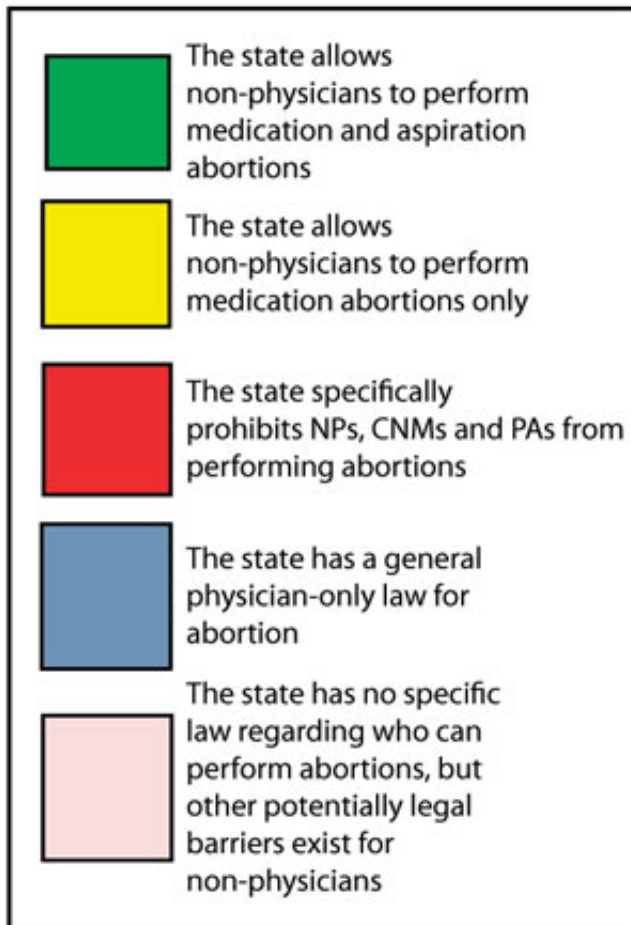 The state allows
non-physicians to perform
medication and aspiration
abortions
The state allows
non-physicians to perform
medication abortions only
The state specifically
prohibits NPs, CNMs and PAs from
performing abortions
The state has a general
physician-only law for
abortion
The state has no specific
law regarding who can
perform abortions, but
other potentially legal
barriers exist for
non-physicians